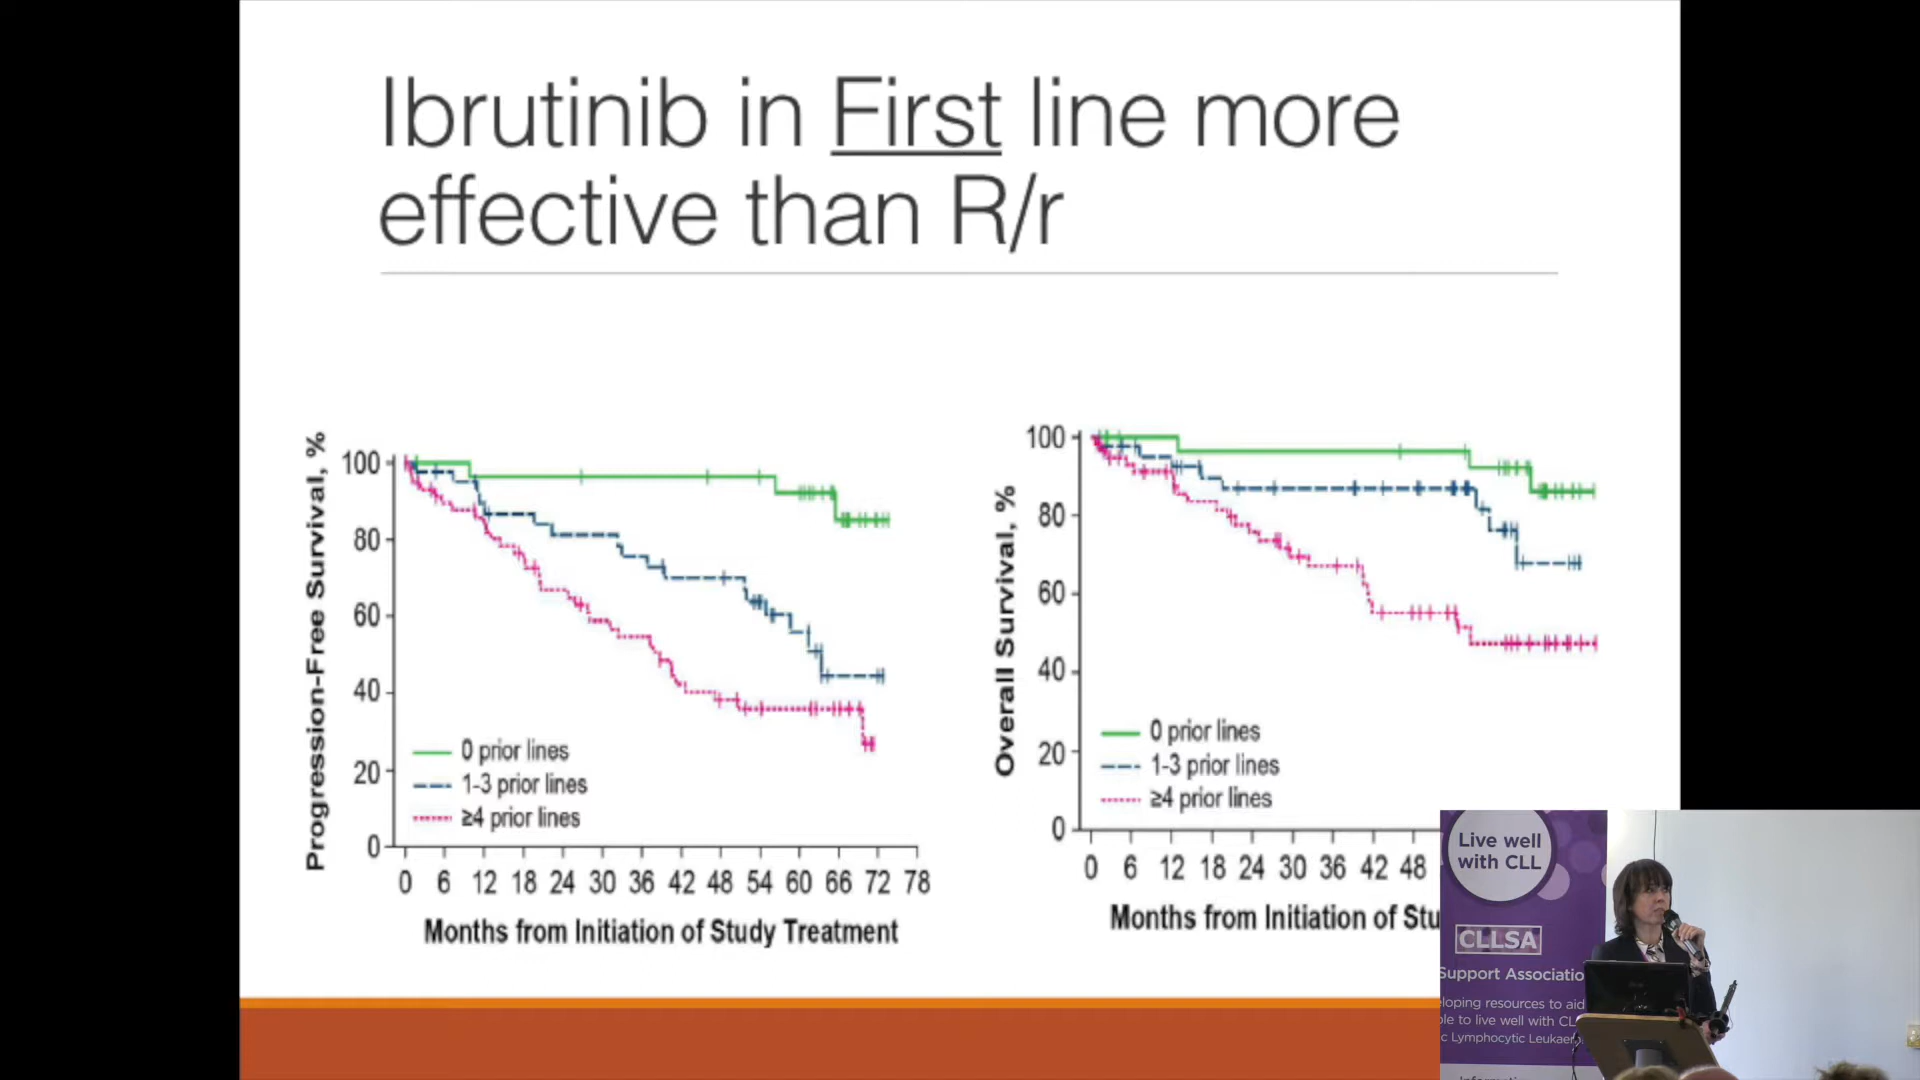 Ibrutinib in First line more
effective than R/r
Progression-Free Survival, %
100
80
60
40
20
0
0 prior lines
1-3 prior lines
≥4 prior lines
0 6 12 18 24 30 36 42 48 54 60 66 72 78
Months from Initiation of Study Treatment
Overall Survival, %
100
80
60
40
20
0
0 prior lines
1-3 prior lines
≥4 prior lines
0 6 12 18 24 30 36 42 48
Months from Initiation of Stu
Live well
with CLL
CLLSA
Support Associatio
loping resources to aid
ple to live well with CL
c Lymphocytic Leukaem